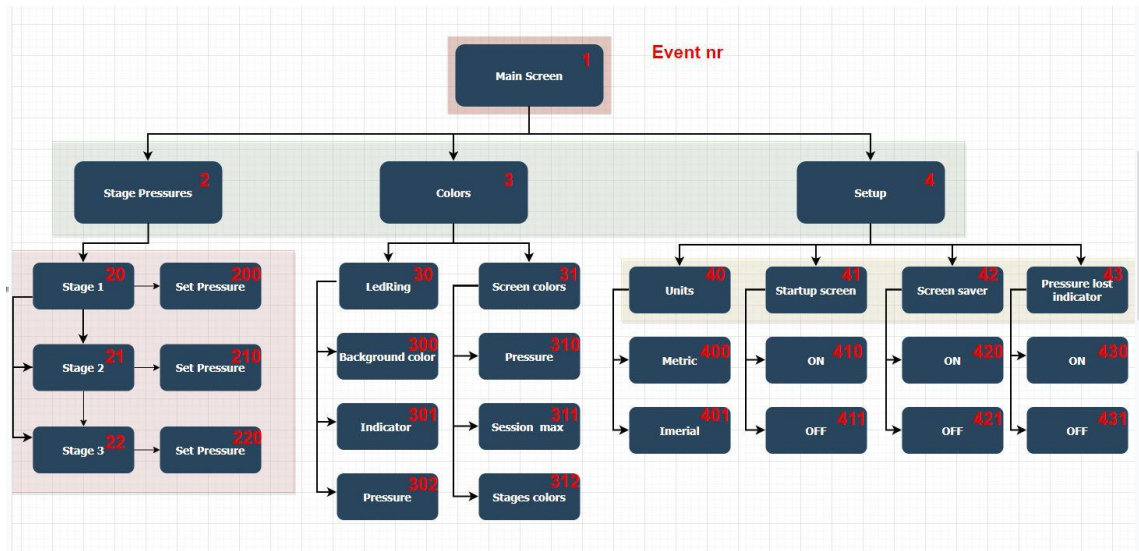 Event nr
1
Main Screen
2
Stage Pressures
3
Colors
4
Setup
20
Stage 1
200
Set Pressure
30
LedRing
31
Screen colors
40
Units
41
Startup screen
42
Screen saver
43
Pressure lost
indicator
21
Stage 2
210
Set Pressure
300
Background color
310
Pressure
400
Metric
410
ON
420
ON
430
ON
22
Stage 3
220
Set Pressure
301
Indicator
311
Session max
401
Imerial
411
OFF
421
OFF
431
OFF
302
Pressure
312
Stages colors